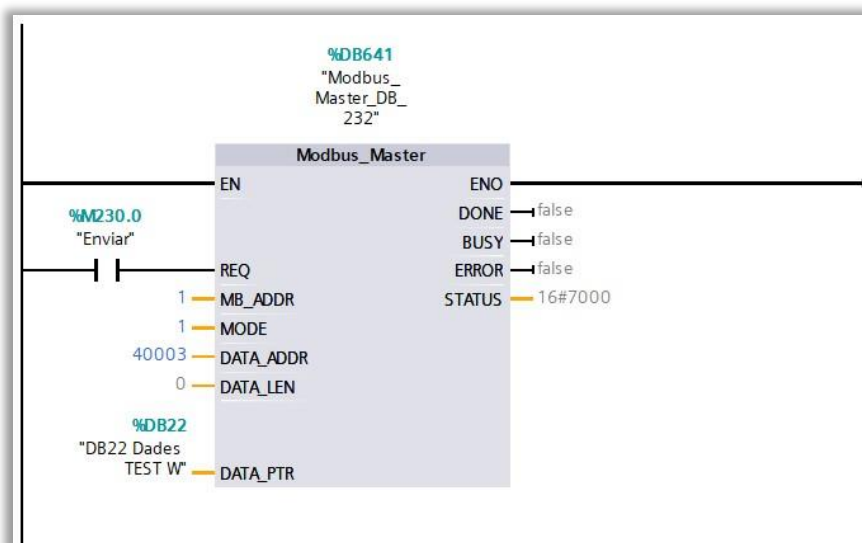 %DB641
"Modbus_
Master_DB_
232"
Modbus_Master
EN ENO
DONE false
%M230.0
"Enviar"
BUSY false
REQ ERROR false
1 MB_ADDR STATUS 16#7000
1 MODE
40003 DATA_ADDR
0 DATA_LEN
%DB22
"DB22 Dades
TEST W" DATA_PTR